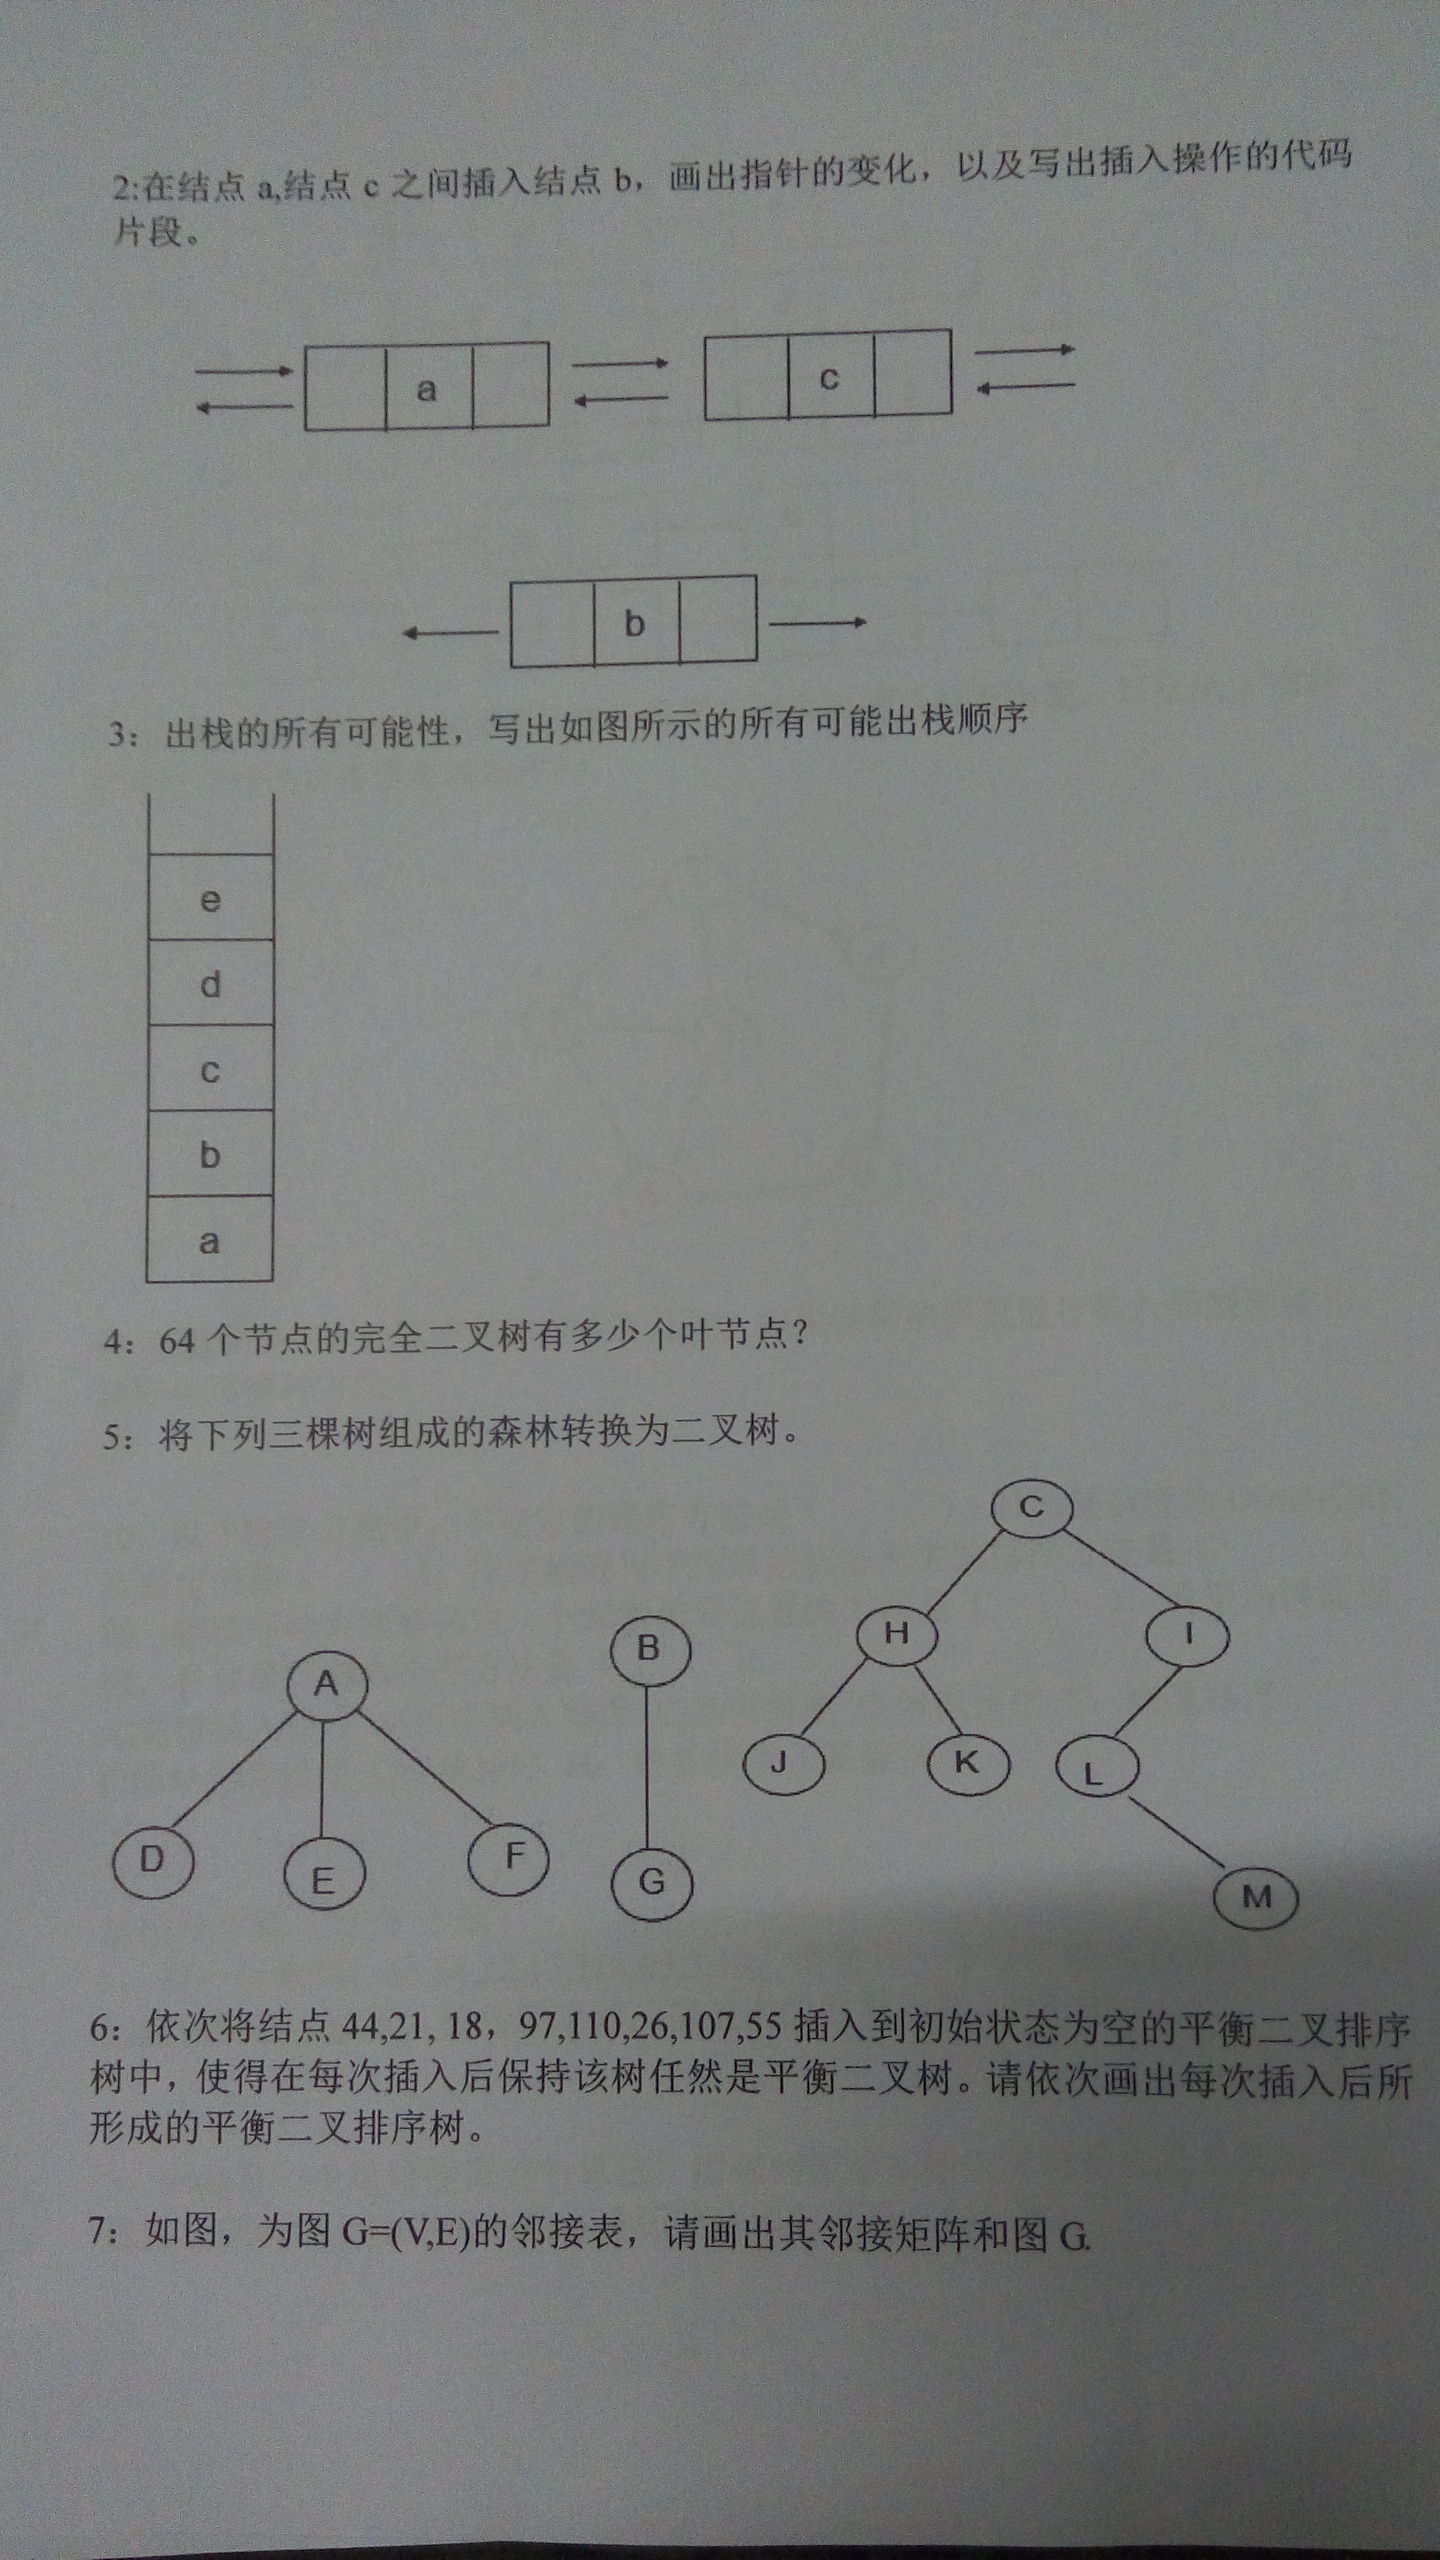 2:在结点 a,结点 c 之间插入结点 b，画出指针的变化，以及写出插入操作的代码
片段。
a
c
b
3：出栈的所有可能性，写出如图所示的所有可能出栈顺序
e
d
c
b
a
4：64 个节点的完全二叉树有多少个叶节点？
5：将下列三棵树组成的森林转换为二叉树。
C
H
I
B
A
J
K
L
D
E
F
G
M
6：依次将结点 44,21, 18，97,110,26,107,55 插入到初始状态为空的平衡二叉排序
树中，使得在每次插入后保持该树任然是平衡二叉树。请依次画出每次插入后所
形成的平衡二叉排序树。
7：如图，为图 G=(V,E)的邻接表，请画出其邻接矩阵和图 G.